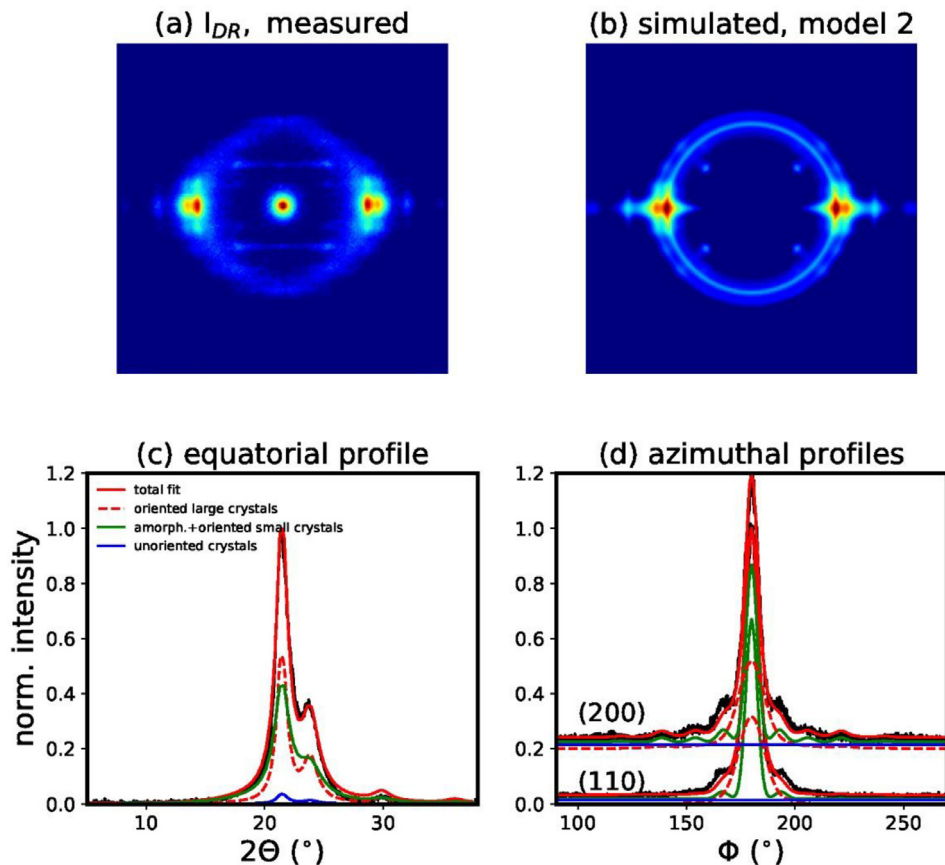 (a) I_DR, measured
(b) simulated, model 2
(c) equatorial profile
(d) azimuthal profiles
norm. intensity
1.2
1.0
0.8
0.6
0.4
0.2
0.0
total fit
oriented large crystals
amorph.+oriented small crystals
unoriented crystals
10 20 30
2Θ (°)
1.2
1.0
0.8
0.6
0.4
0.2
0.0
(200)
(110)
100 150 200 250
Φ (°)